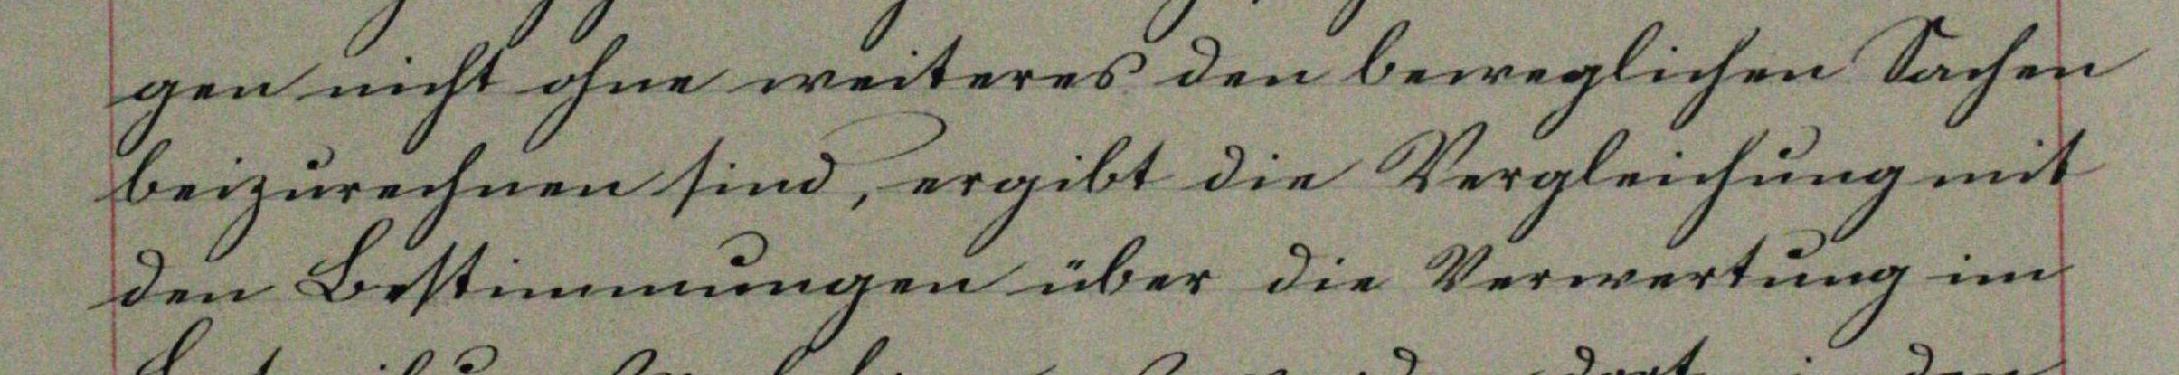 gen nicht ohne weiteres den beweglichen Sachen
beizurechnen sind, ergibt die Vergleichung mit
den Bestimmungen über die Verwertung im